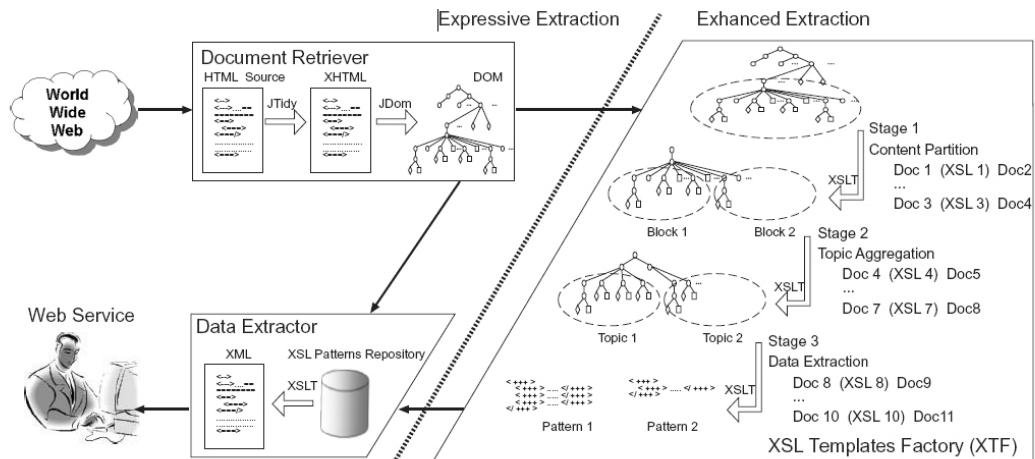 Expressive Extraction
Exhanced Extraction
World
Wide
Web
Document Retriever
HTML Source
XHTML
DOM
JTidy
JDom
Stage 1
Content Partition
XSLT
Doc 1 (XSL 1) Doc2
...
Doc 3 (XSL 3) Doc4
Block 1
Block 2
Stage 2
Topic Aggregation
XSLT
Doc 4 (XSL 4) Doc5
...
Doc 7 (XSL 7) Doc8
Topic 1
Topic 2
Stage 3
Data Extraction
XSLT
Doc 8 (XSL 8) Doc9
...
Doc 10 (XSL 10) Doc11
< +++ >
< +++ > ..... </ +++ >
< +++ > ..... </ +++ >
</ +++ >
Pattern 1
< +++ >
< +++ > ..... </ +++ >
</ +++ >
Pattern 2
XSL Templates Factory (XTF)
Web Service
Data Extractor
XML
XSL Patterns Repository
XSLT